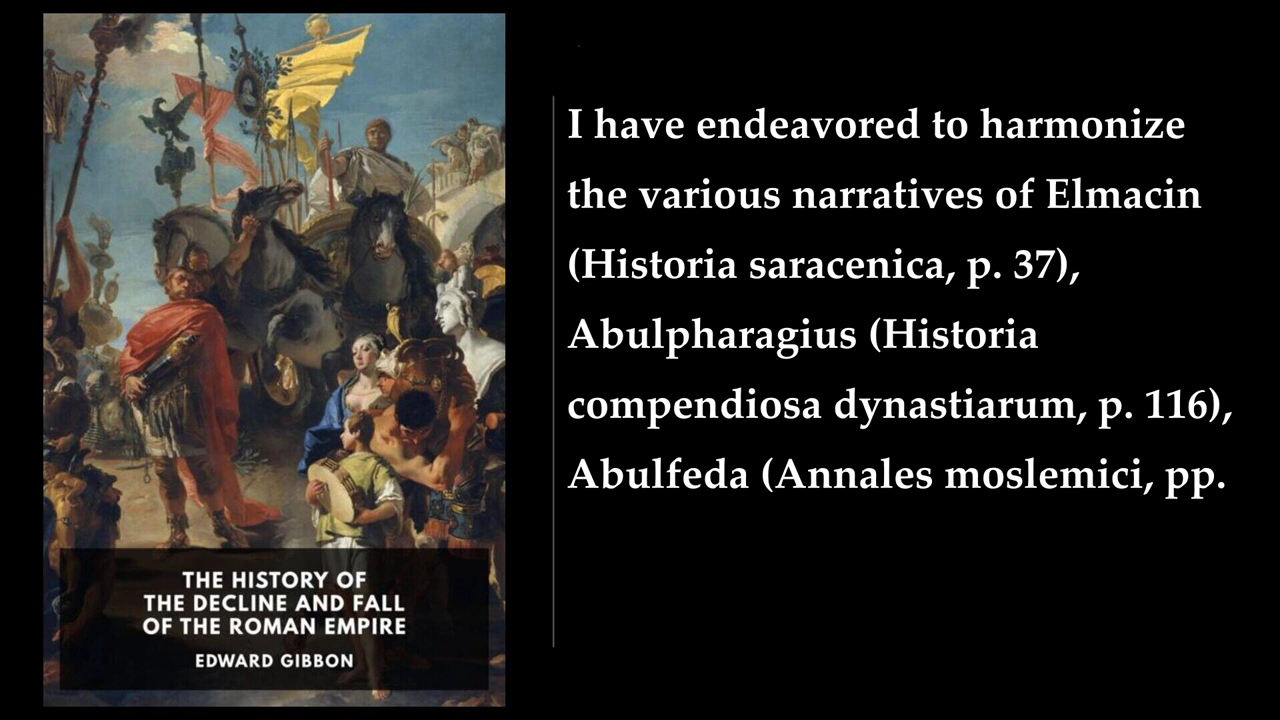 I have endeavored to harmonize
the various narratives of Elmacin
(Historia saracenica, p. 37),
Abulpharagius (Historia
compendiosa dynastiarum, p. 116),
Abulfeda (Annales moslemici, pp.
THE HISTORY OF
THE DECLINE AND FALL
OF THE ROMAN EMPIRE
EDWARD GIBBON